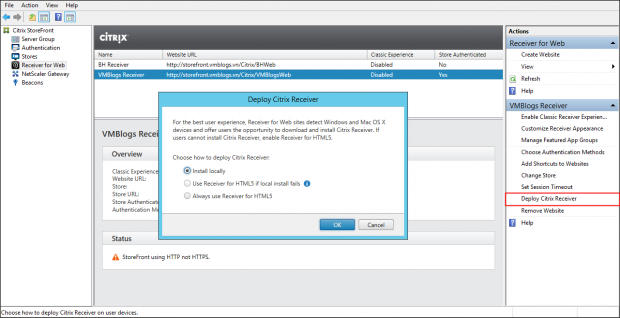 File Action View Help
Citrix StoreFront
Server Group
Authentication
Stores
Receiver for Web
NetScaler Gateway
Beacons
CITRIX
Name Website URL Classic Experience Store Authenticated
BH Receiver http://storefront.vmblogs.vn/Citrix/BHWeb Disabled No
VMBlogs Receiver http://storefront.vmblogs.vn/Citrix/VMBlogsWeb Disabled Yes
VMBlogs Recei
Overview
Classic Experience
Website URL:
Store:
Store URL:
Store Authentica
Authentication Me
Status
StoreFront using HTTP not HTTPS.
Deploy Citrix Receiver
For the best user experience, Receiver for Web sites detect Windows and Mac OS X
devices and offer users the opportunity to download and install Citrix Receiver. If
users cannot install Citrix Receiver, enable Receiver for HTML5.
Choose how to deploy Citrix Receiver:
Install locally
Use Receiver for HTML5 if local install fails
Always use Receiver for HTML5
OK Cancel
Actions
Receiver for Web
Create Website
View
Refresh
Help
VMBlogs Receiver
Enable Classic Receiver Experien...
Customize Receiver Appearance
Manage Featured App Groups
Choose Authentication Methods
Add Shortcuts to Websites
Change Store
Set Session Timeout
Deploy Citrix Receiver
Remove Website
Help
Choose how to deploy Citrix Receiver on user devices.